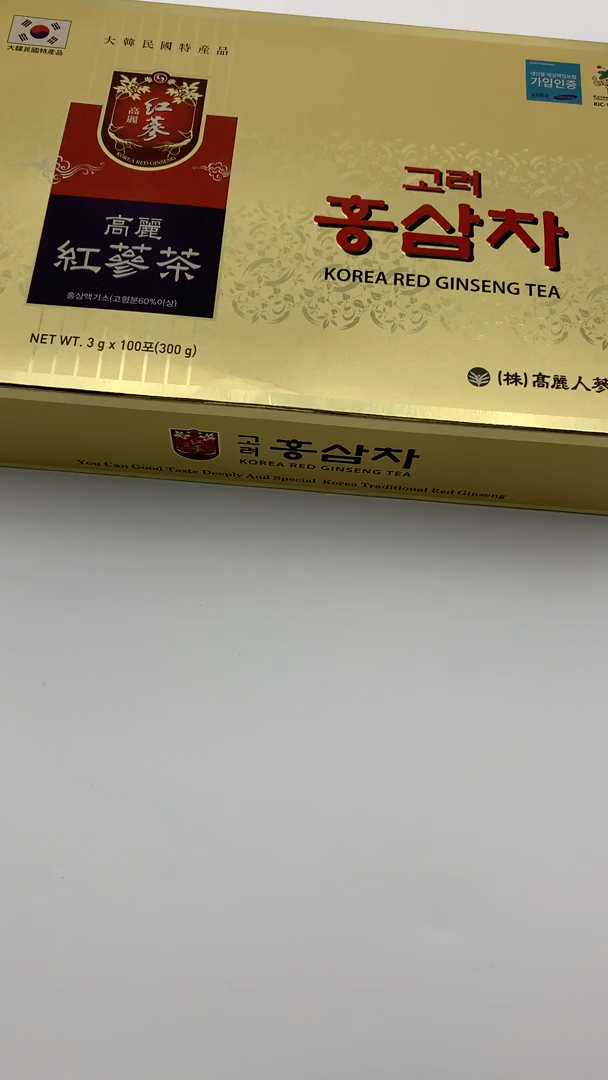 大韓民國特産品
大韓民國特産品
高麗
紅蔘
KOREA RED GINSENG
高麗
紅蔘茶
홍삼액기스(고형분60%이상)
NET WT. 3 g x 100포(300 g)
가입인증
고려
홍삼차
KOREA RED GINSENG TEA
(株)高麗人蔘
고려 홍삼차
KOREA RED GINSENG TEA
You Can Good Taste Deeply And Special Korea Traditional Red Ginseng